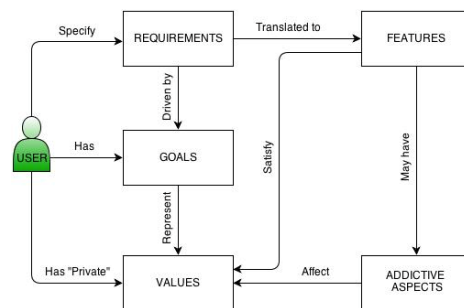 Specify
REQUIREMENTS
Translated to
FEATURES
Driven by
USER
Has
GOALS
Satisfy
May have
Represent
Has "Private"
VALUES
Affect
ADDICTIVE
ASPECTS